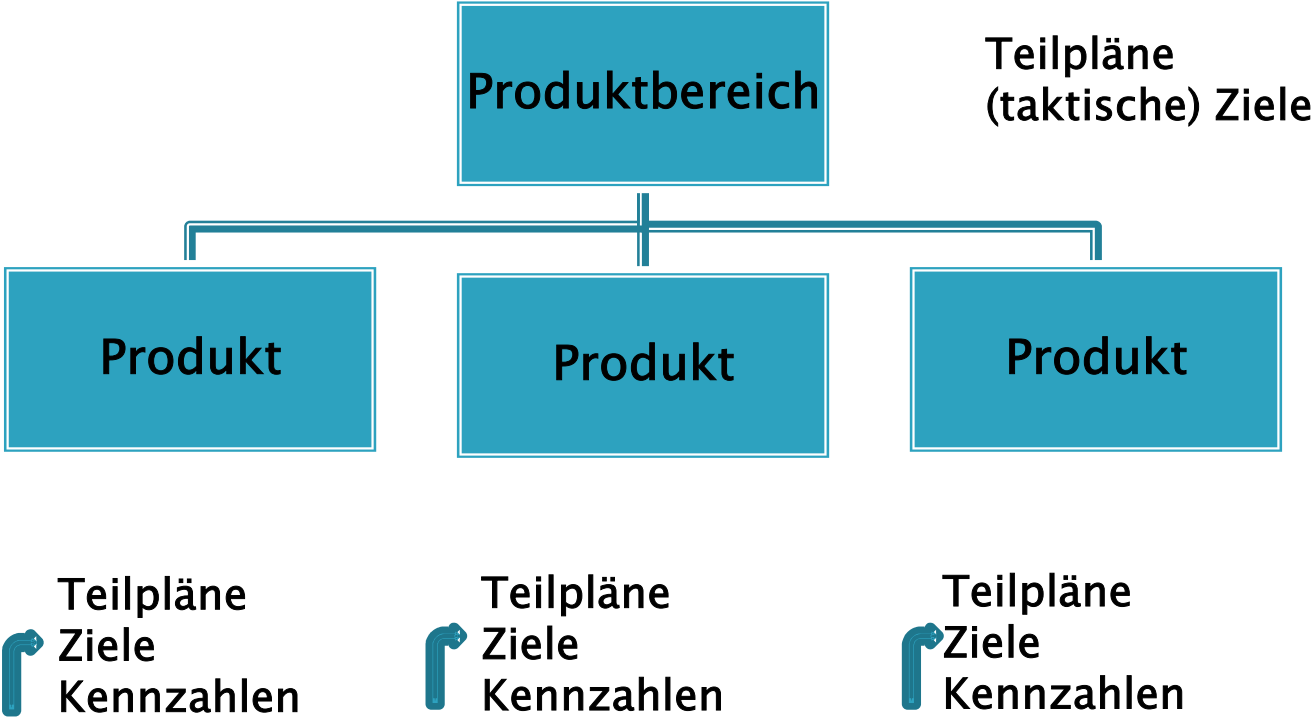 Produktbereich
Teilpläne
(taktische) Ziele
Produkt
Produkt
Produkt
Teilpläne
Ziele
Kennzahlen
Teilpläne
Ziele
Kennzahlen
Teilpläne
Ziele
Kennzahlen